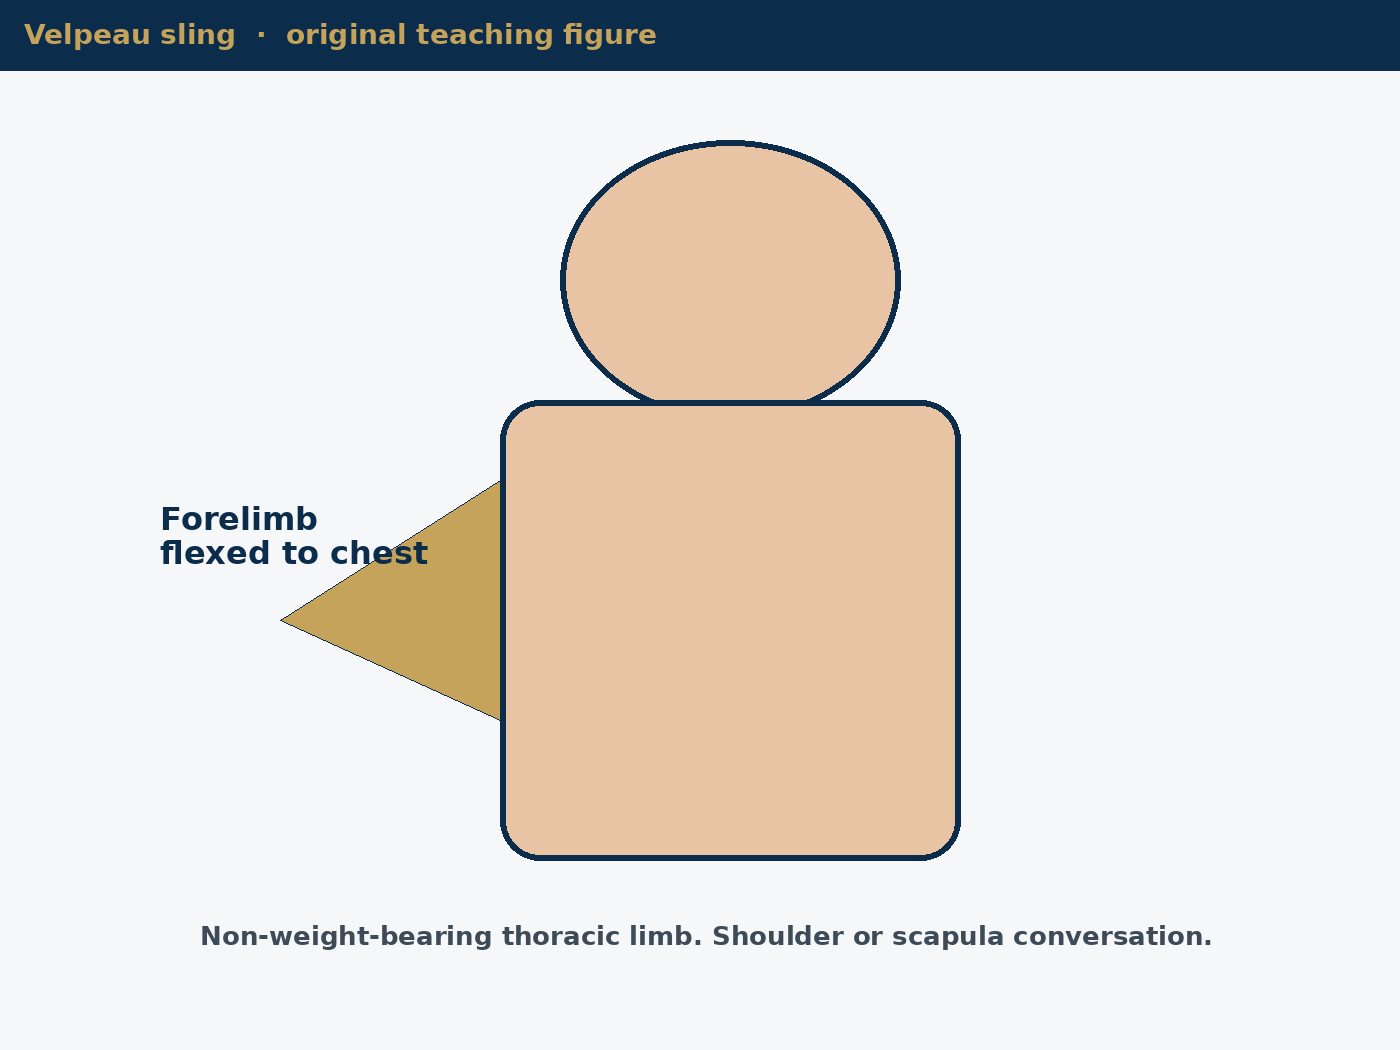 Velpeau sling · original teaching figure
Forelimb
flexed to chest
Non-weight-bearing thoracic limb. Shoulder or scapula conversation.